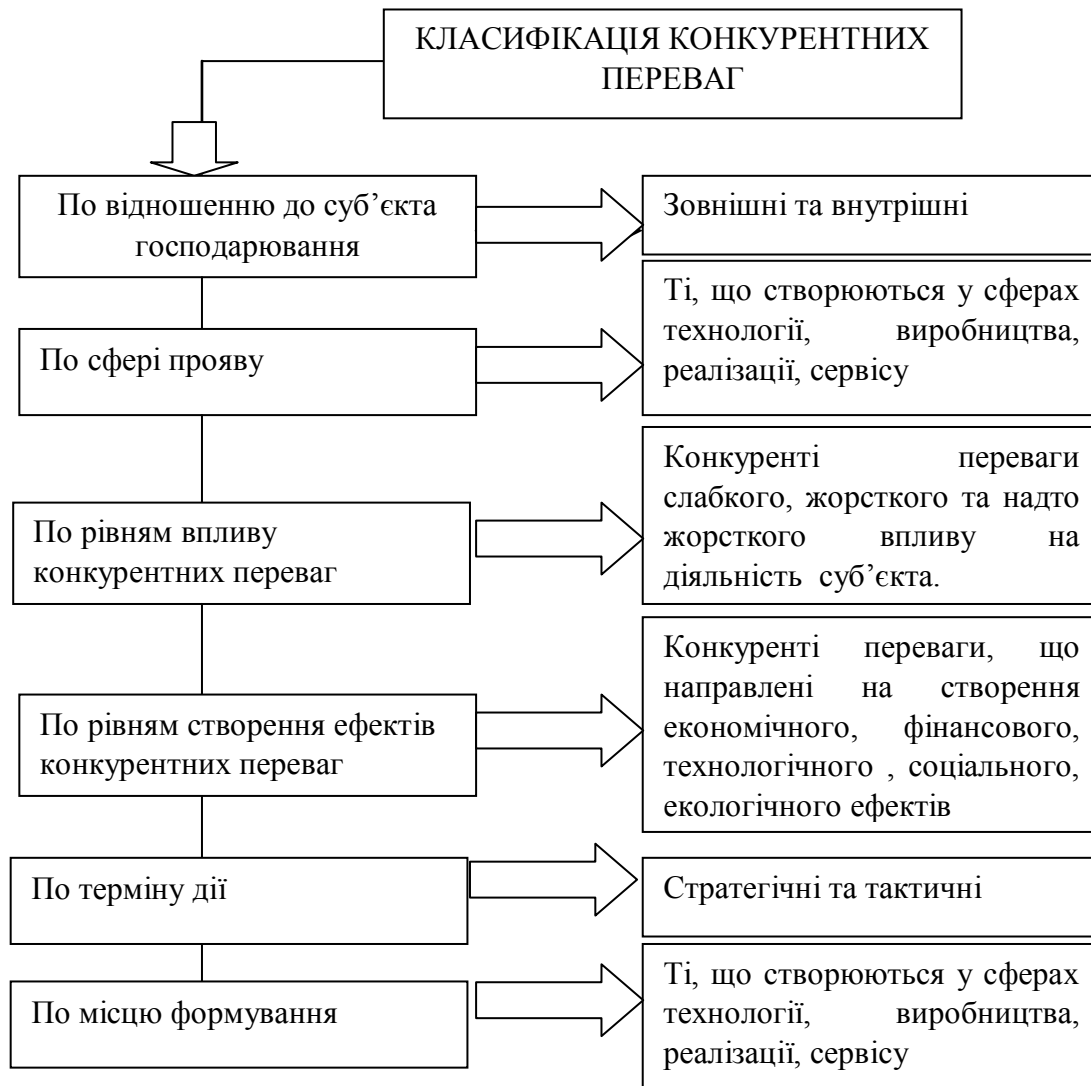 КЛАСИФІКАЦІЯ КОНКУРЕНТНИХ
ПЕРЕВАГ
По відношенню до суб’єкта
господарювання
Зовнішні та внутрішні
По сфері прояву
Ті, що створюються у сферах
технології, виробництва,
реалізації, сервісу
По рівням впливу
конкурентних переваг
Конкуренті переваги
слабкого, жорсткого та надто
жорсткого впливу на
діяльність суб’єкта.
По рівням створення ефектів
конкурентних переваг
Конкуренті переваги, що
направлені на створення
економічного, фінансового,
технологічного , соціального,
екологічного ефектів
По терміну дії
Стратегічні та тактичні
По місцю формування
Ті, що створюються у сферах
технології, виробництва,
реалізації, сервісу